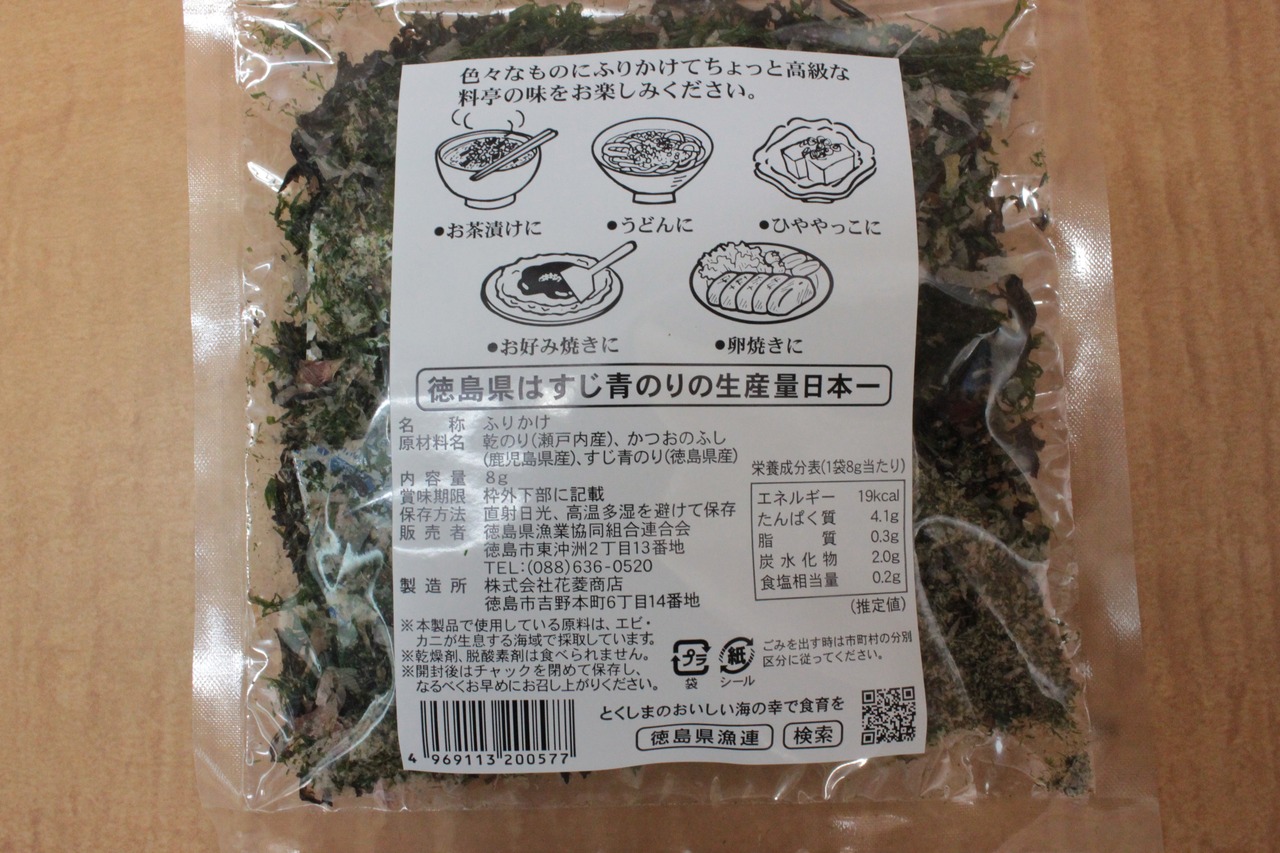 色々なものにふりかけてちょっと高級な
料亭の味をお楽しみください。
●お茶漬けに
●うどんに
●ひややっこに
●お好み焼きに
●卵焼きに
徳島県はすじ青のりの生産量日本一
名称 ふりかけ
原材料名 乾のり(瀬戸内産)、かつおのふし
(鹿児島県産)、すじ青のり(徳島県産)
内容量 8g
賞味期限 枠外下部に記載
保存方法 直射日光、高温多湿を避けて保存
販売者 徳島県漁業協同組合連合会
徳島市東沖洲2丁目13番地
TEL:(088)636-0520
製造所 株式会社花菱商店
徳島市吉野本町6丁目14番地
栄養成分表(1袋8g当たり)
エネルギー 19kcal
たんぱく質 4.1g
脂質 0.3g
炭水化物 2.0g
食塩相当量 0.2g
(推定値)
※本製品で使用している原料は、エビ・
カニが生息する海域で採取しています。
※乾燥剤、脱酸素剤は食べられません。
※開封後はチャックを閉めて保存し、
なるべくお早めにお召し上がりください。
プラ
袋
紙
シール
ごみを出す時は市町村の分別
区分に従ってください。
とくしまのおいしい海の幸で食育を
徳島県漁連 検索
4 969113 200577